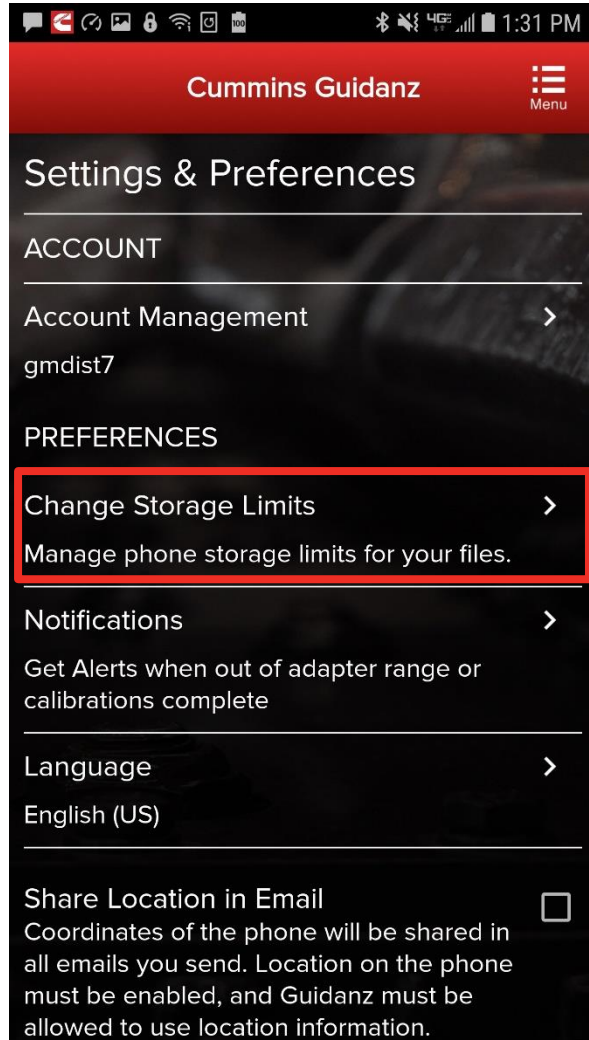 100
4GE 1:31 PM
Cummins Guidanz
Menu
Settings & Preferences
ACCOUNT
Account Management
gmdist7
PREFERENCES
Change Storage Limits
Manage phone storage limits for your files.
Notifications
Get Alerts when out of adapter range or
calibrations complete
Language
English (US)
Share Location in Email
Coordinates of the phone will be shared in
all emails you send. Location on the phone
must be enabled, and Guidanz must be
allowed to use location information.